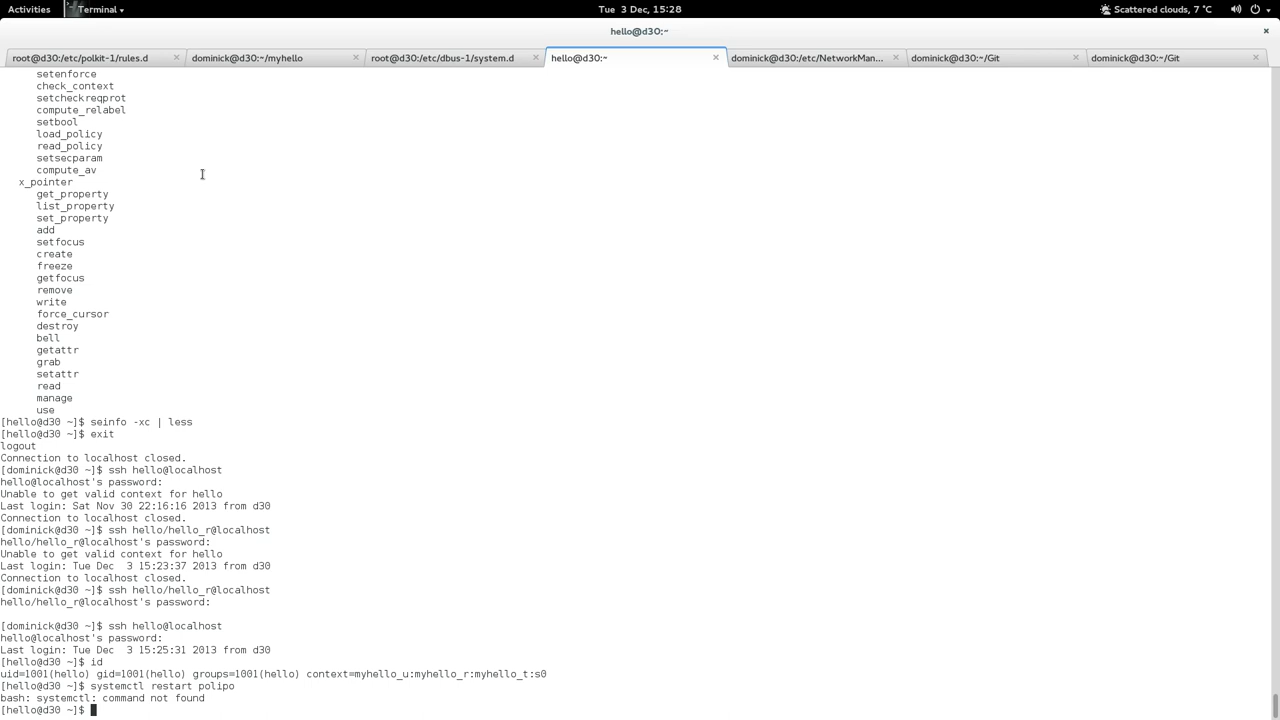 Activities
Terminal
Tue 3 Dec, 15:28
Scattered clouds, 7 °C
hello@d30:~
root@d30:/etc/polkit-1/rules.d
dominick@d30:~/myhello
root@d30:/etc/dbus-1/system.d
hello@d30:~
dominick@d30:/etc/NetworkMan...
dominick@d30:~/Git
dominick@d30:~/Git
setenforce
check_context
setcheckreqprot
compute_relabel
setbool
load_policy
read_policy
setsecparam
compute_av
x_pointer
get_property
list_property
set_property
add
setfocus
create
freeze
getfocus
remove
write
force_cursor
destroy
bell
getattr
grab
setattr
read
manage
use
[hello@d30 ~]$ seinfo -xc | less
[hello@d30 ~]$ exit
logout
Connection to localhost closed.
[dominick@d30 ~]$ ssh hello@localhost
hello@localhost's password:
Unable to get valid context for hello
Last login: Sat Nov 30 22:16:16 2013 from d30
Connection to localhost closed.
[dominick@d30 ~]$ ssh hello/hello_r@localhost
hello/hello_r@localhost's password:
Unable to get valid context for hello
Last login: Tue Dec  3 15:23:37 2013 from d30
Connection to localhost closed.
[dominick@d30 ~]$ ssh hello/hello_r@localhost
hello/hello_r@localhost's password:
[dominick@d30 ~]$ ssh hello@localhost
hello@localhost's password:
Last login: Tue Dec  3 15:25:31 2013 from d30
[hello@d30 ~]$ id
uid=1001(hello) gid=1001(hello) groups=1001(hello) context=myhello_u:myhello_r:myhello_t:s0
[hello@d30 ~]$ systemctl restart polipo
bash: systemctl: command not found
[hello@d30 ~]$